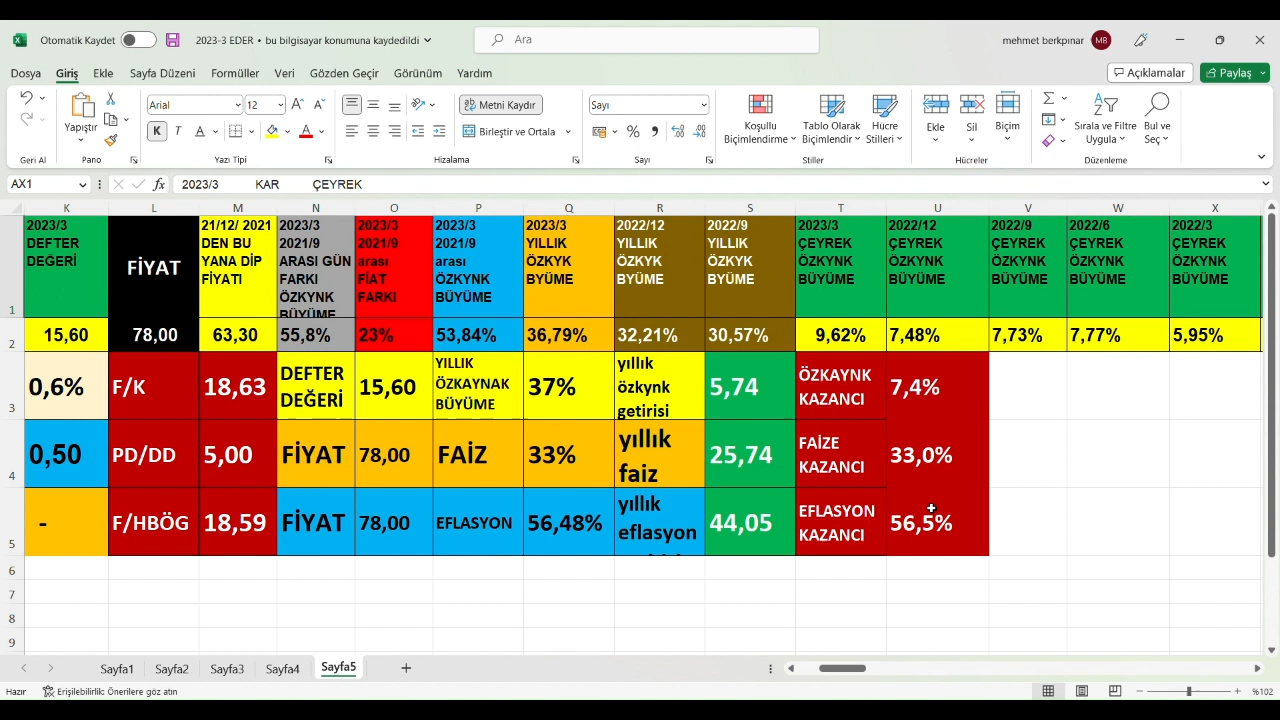 Otomatik Kaydet
2023-3 EDER • bu bilgisayar konumuna kaydedildi
Ara
mehmet berkpınar
MB
Dosya Giriş Ekle Sayfa Düzeni Formüller Veri Gözden Geçir Görünüm Yardım
Açıklamalar
Paylaş
Yapıştır
Arial
12
K T A
Metni Kaydır
Birleştir ve Ortala
Sayı
Koşullu
Biçimlendirme
Tablo Olarak
Biçimlendir
Hücre
Stilleri
Ekle
Sil
Biçim
Sırala ve Filtre
Uygula
Bul ve
Seç
Geri Al
Pano
Yazı Tipi
Hizalama
Sayı
Stiller
Hücreler
Düzenleme
AX1
fx
2023/3 KAR ÇEYREK
K L M N O P Q R S T U V W X
1
2023/3
DEFTER
DEĞERİ
FİYAT
21/12/ 2021
DEN BU
YANA DİP
FİYATI
2023/3
2021/9
ARASI GÜN
FARKI
ÖZKYNK
BÜYÜME
2023/3
2021/9
arası
FİAT
FARKI
2023/3
2021/9
arası
ÖZKYNK
BÜYÜME
2023/3
YILLIK
ÖZKYK
BYÜME
2022/12
YILLIK
ÖZKYK
BYÜME
2022/9
YILLIK
ÖZKYK
BYÜME
2023/3
ÇEYREK
ÖZKYNK
BÜYÜME
2022/12
ÇEYREK
ÖZKYNK
BÜYÜME
2022/9
ÇEYREK
ÖZKYNK
BÜYÜME
2022/6
ÇEYREK
ÖZKYNK
BÜYÜME
2022/3
ÇEYREK
ÖZKYNK
BÜYÜME
2 15,60 78,00 63,30 55,8% 23% 53,84% 36,79% 32,21% 30,57% 9,62% 7,48% 7,73% 7,77% 5,95%
3
0,6%
F/K
18,63
DEFTER
DEĞERİ
15,60
YILLIK
ÖZKAYNAK
BÜYÜME
37%
yıllık
özkynk
getirisi
5,74
ÖZKAYNK
KAZANCI
7,4%
4
0,50
PD/DD
5,00
FİYAT
78,00
FAİZ
33%
yıllık
faiz
25,74
FAİZE
KAZANCI
33,0%
5
-
F/HBÖG
18,59
FİYAT
78,00
EFLASYON
56,48%
yıllık
eflasyon
44,05
EFLASYON
KAZANCI
56,5%
6
7
8
9
Sayfa1 Sayfa2 Sayfa3 Sayfa4 Sayfa5
Hazır
Erişilebilirlik: Önerilere göz atın
%102